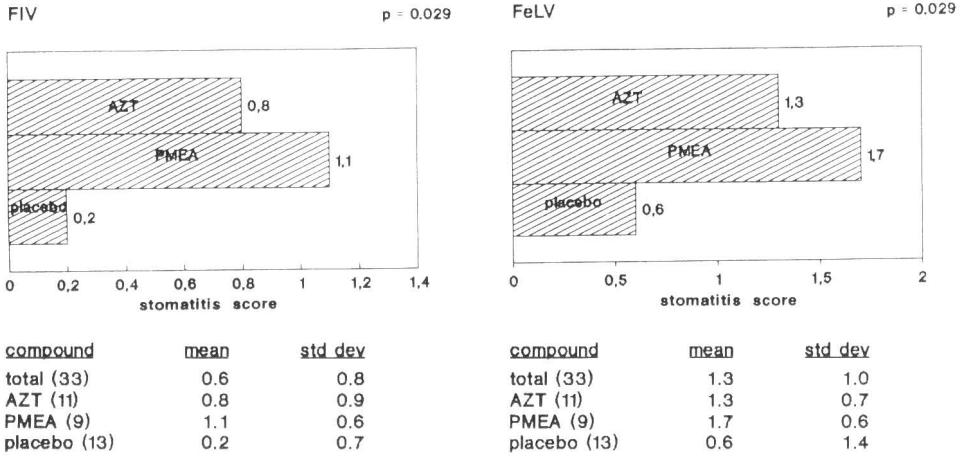 FIV p = 0.029
AZT 0,8
PMEA 1,1
placebo 0,2
0 0,2 0,4 0,6 0,8 1 1,2 1,4
stomatitis score
compound mean std dev
total (33) 0.6 0.8
AZT (11) 0.8 0.9
PMEA (9) 1.1 0.6
placebo (13) 0.2 0.7
FeLV p = 0.029
AZT 1,3
PMEA 1,7
placebo 0,6
0 0,5 1 1,5 2
stomatitis score
compound mean std dev
total (33) 1.3 1.0
AZT (11) 1.3 0.7
PMEA (9) 1.7 0.6
placebo (13) 0.6 1.4